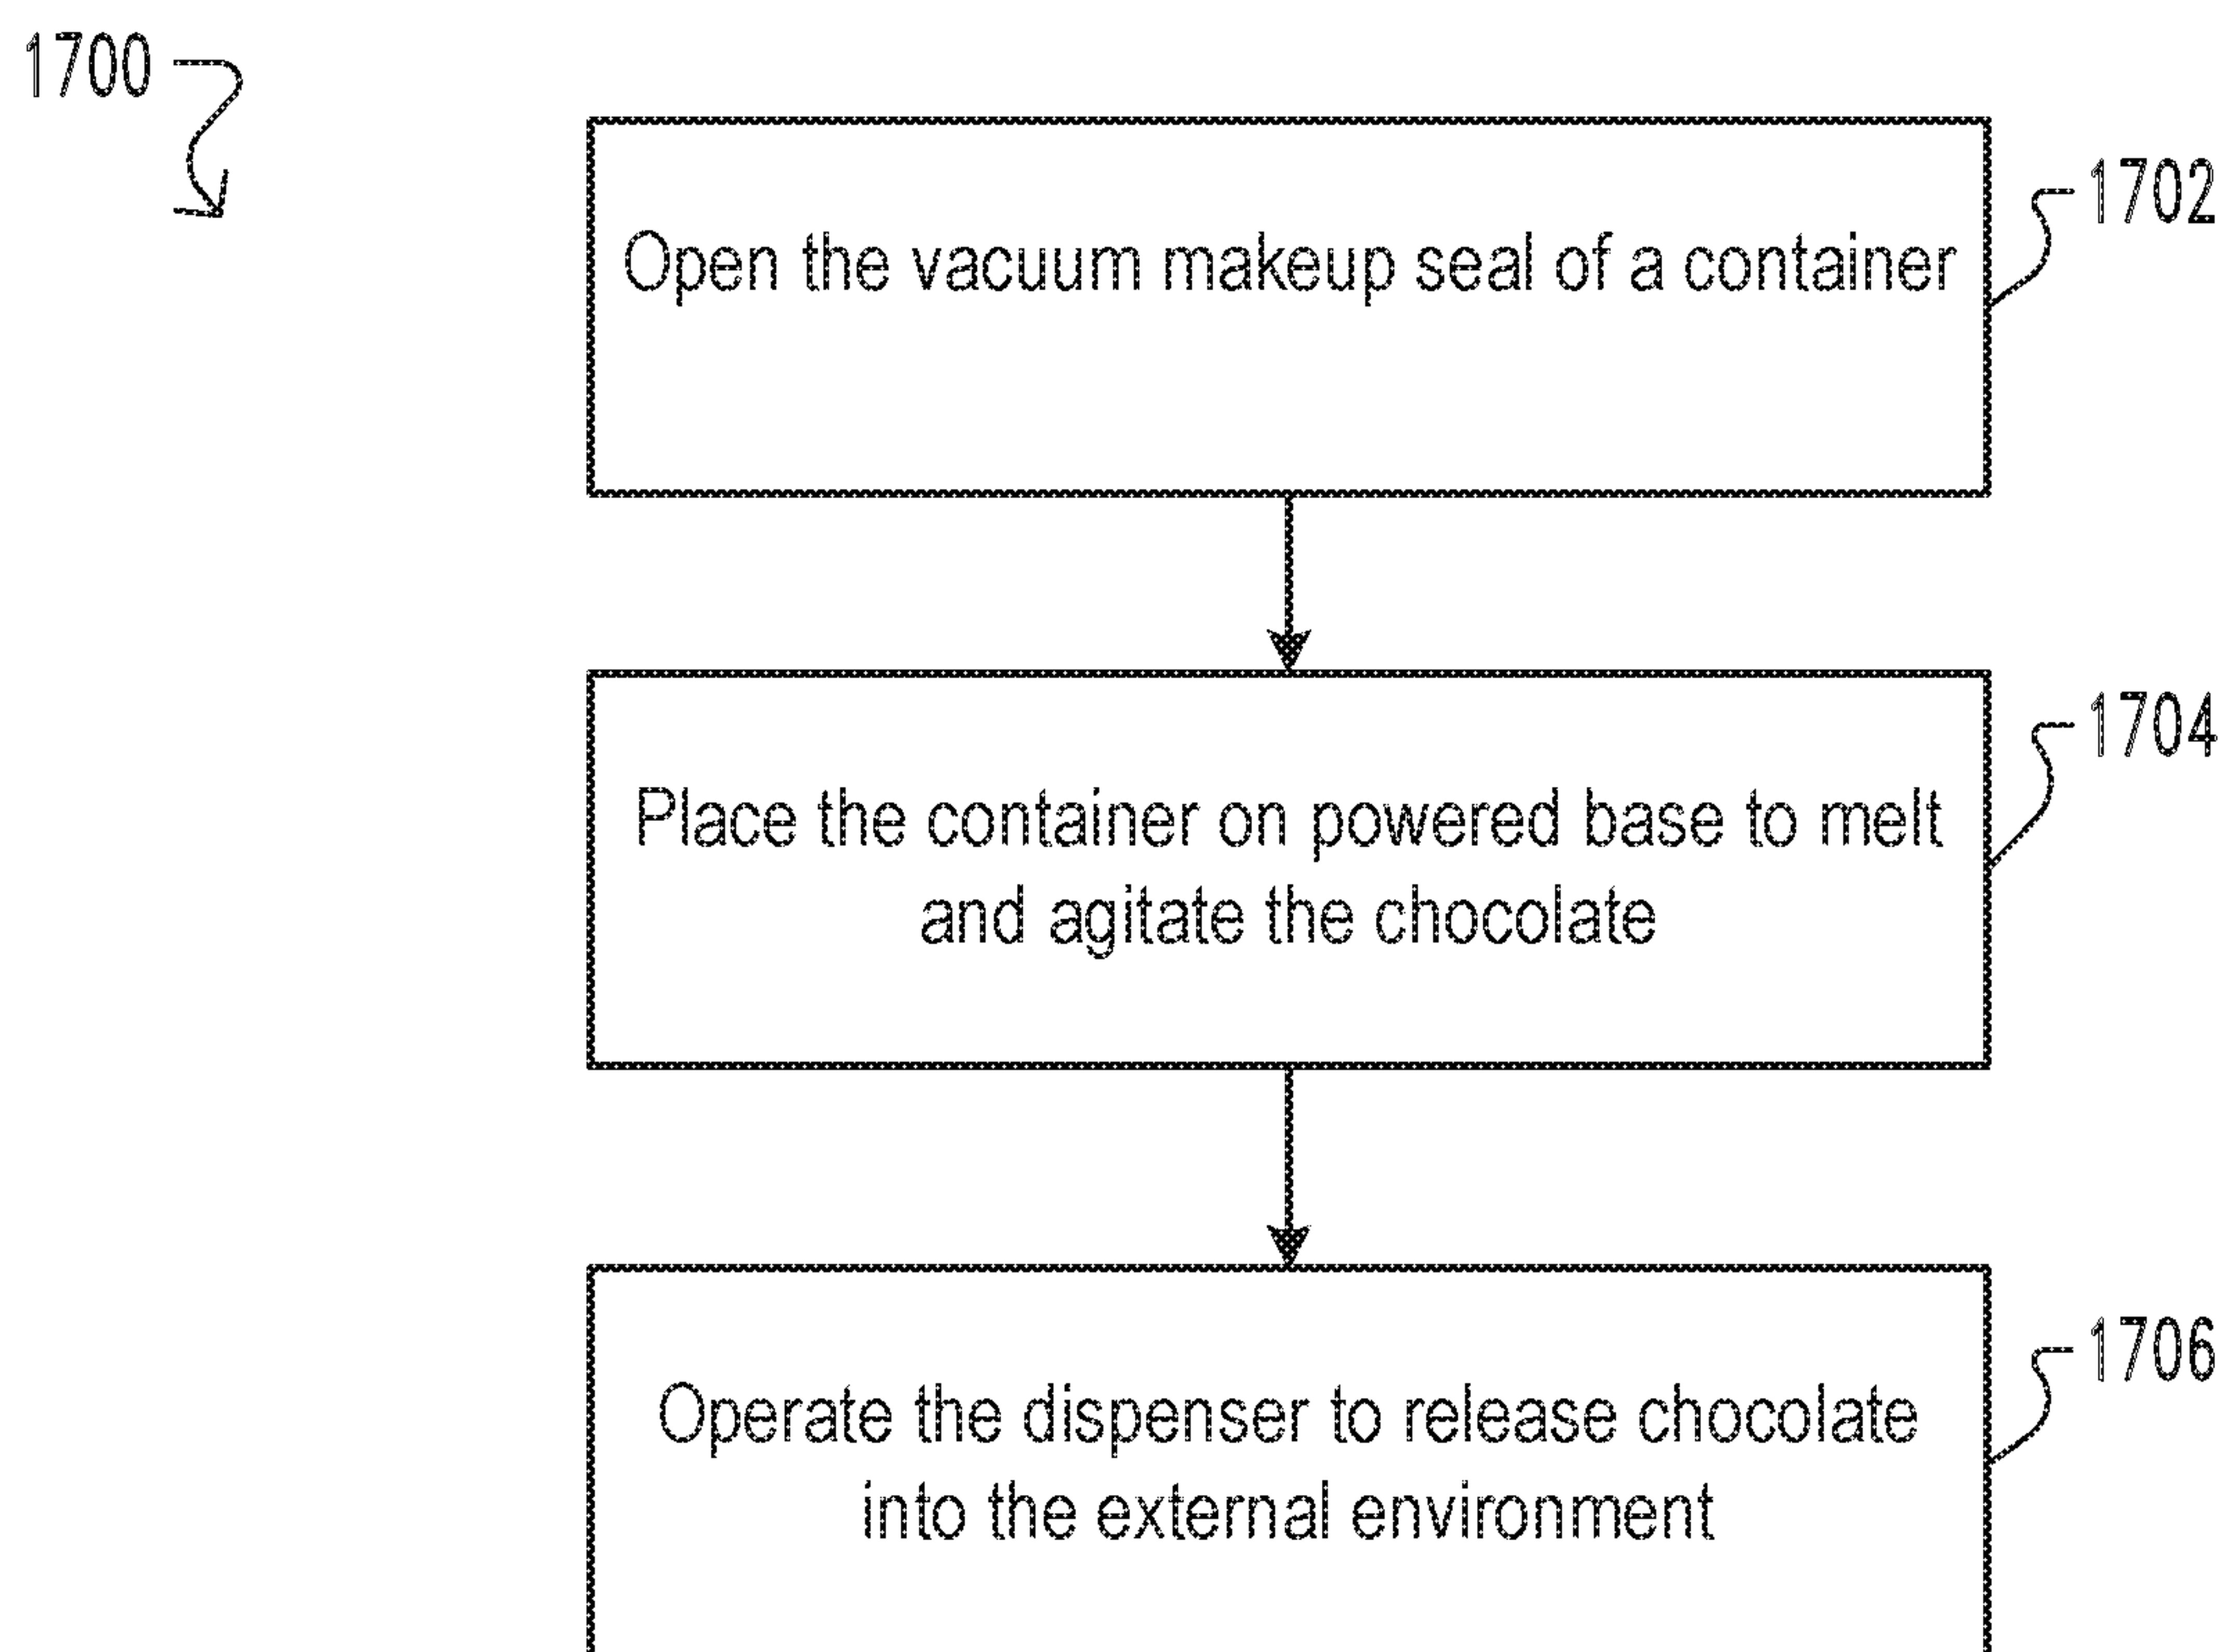 1700
Open the vacuum makeup seal of a container
1702
Place the container on powered base to melt
and agitate the chocolate
1704
Operate the dispenser to release chocolate
into the external environment
1706